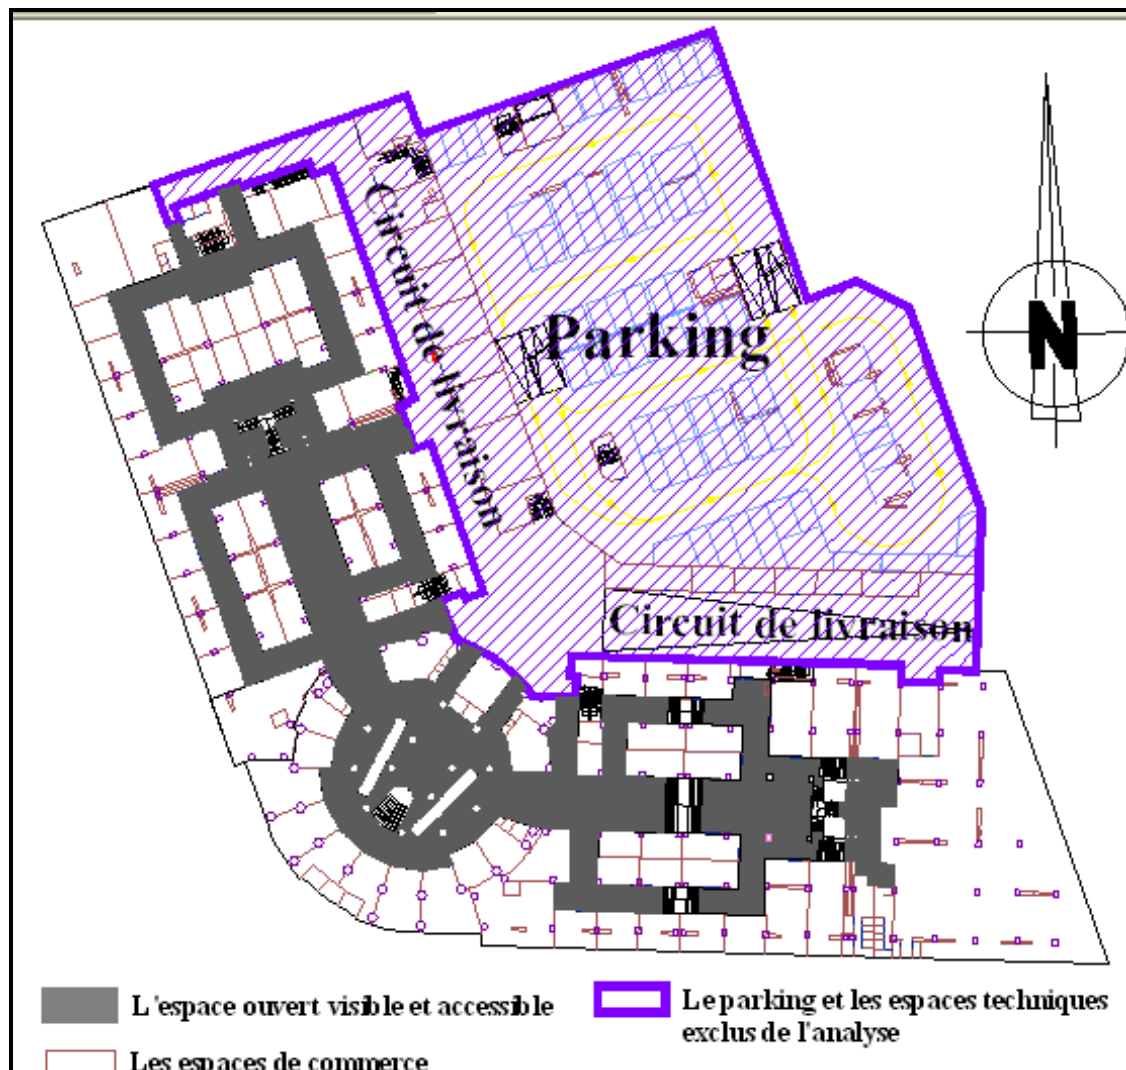 Circuit de livraison
Parking
N
Circuit de livraison
L'espace ouvert visible et accessible
Le parking et les espaces techniques
exclus de l'analyse
Les espaces de commerce